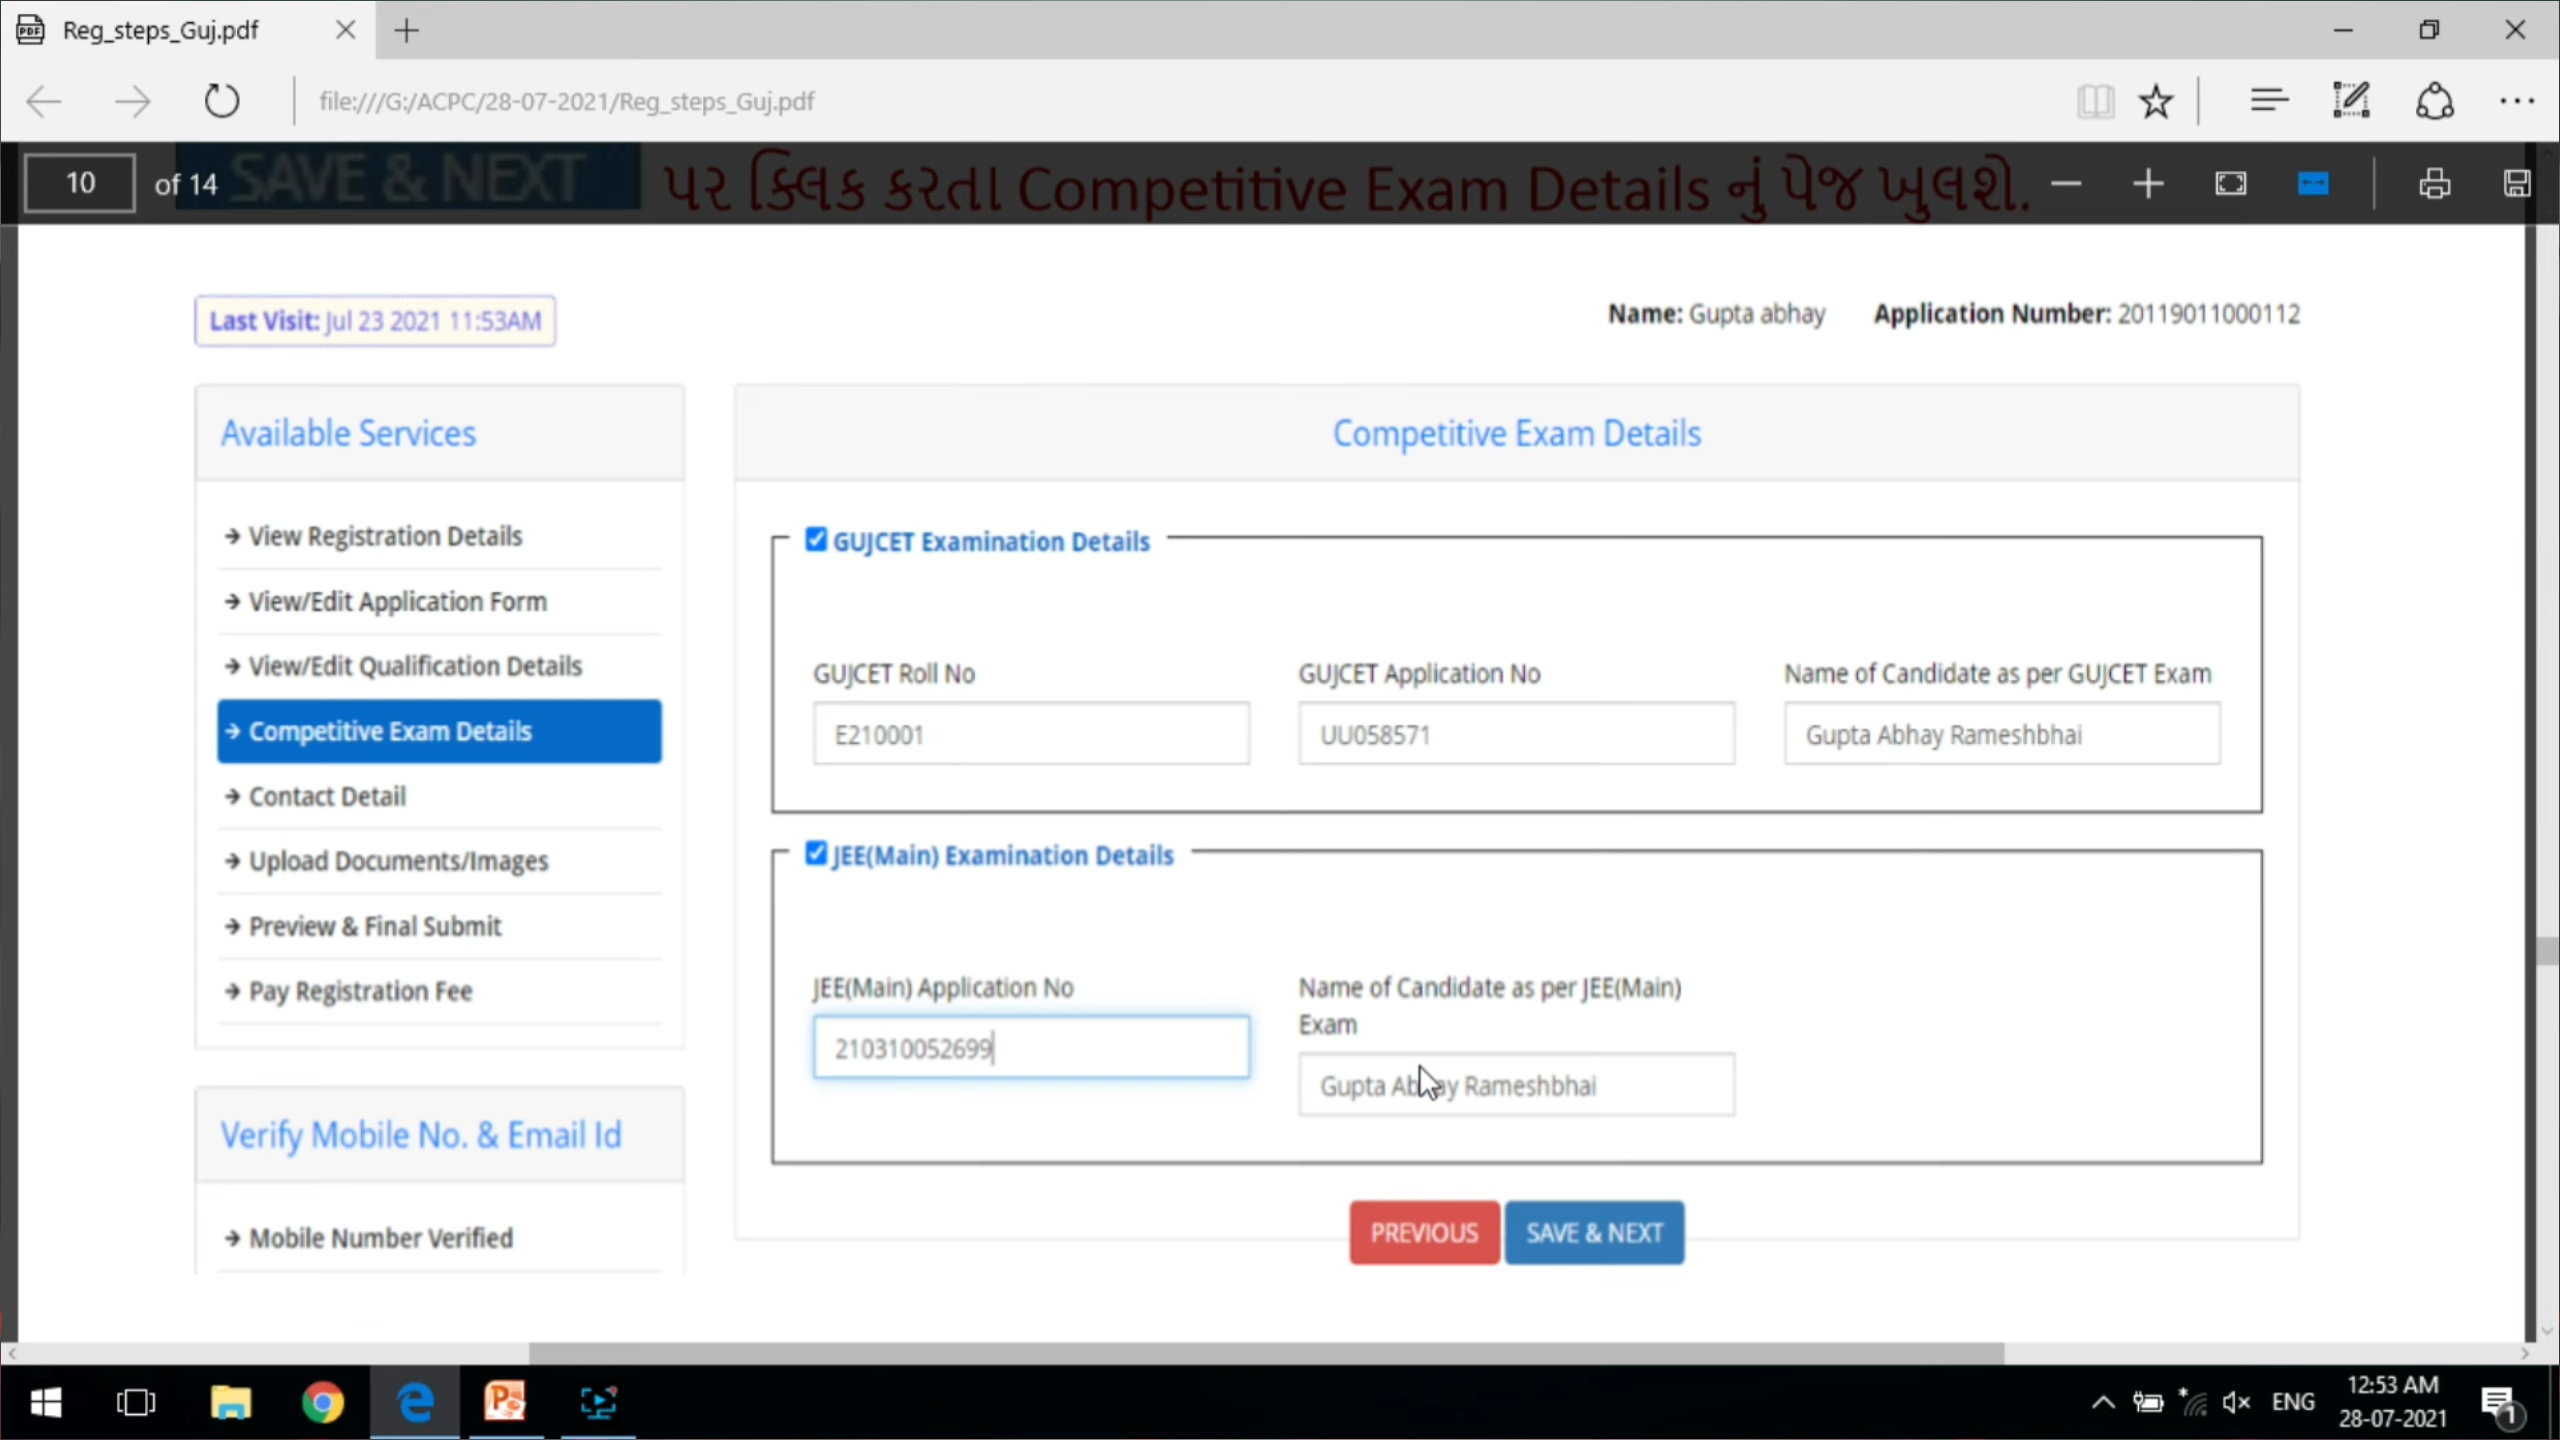 Reg_steps_Guj.pdf
file:///G:/ACPC/28-07-2021/Reg_steps_Guj.pdf
10 of 14
SAVE & NEXT પર ક્લિક કરતા Competitive Exam Details નું પેજ ખુલશે.
Last Visit: Jul 23 2021 11:53AM
Name: Gupta abhay Application Number: 20119011000112
Available Services
View Registration Details
View/Edit Application Form
View/Edit Qualification Details
Competitive Exam Details
Contact Detail
Upload Documents/Images
Preview & Final Submit
Pay Registration Fee
Verify Mobile No. & Email Id
Mobile Number Verified
Competitive Exam Details
GUJCET Examination Details
GUJCET Roll No GUJCET Application No Name of Candidate as per GUJCET Exam
E210001 UU058571 Gupta Abhay Rameshbhai
JEE(Main) Examination Details
JEE(Main) Application No
210310052699
Name of Candidate as per JEE(Main)
Exam
Gupta Abhay Rameshbhai
PREVIOUS SAVE & NEXT
ENG
12:53 AM
28-07-2021
1